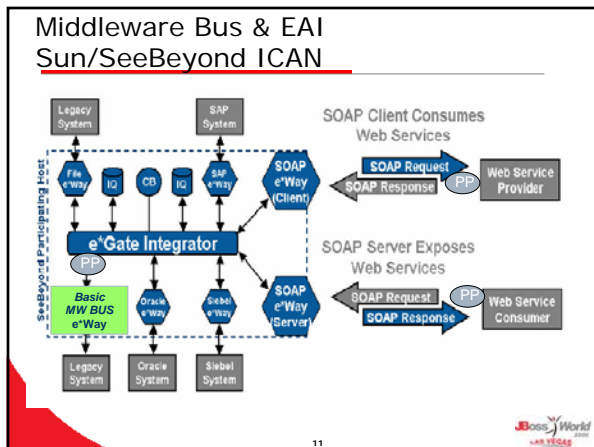 Middleware Bus & EAI
Sun/SeeBeyond ICAN
Legacy
System
SAP
System
SOAP Client Consumes
Web Services
File
e*Way
IQ
CB
IQ
SAP
e*Way
SOAP
e*Way
(Client)
SOAP Request
SOAP Response
PP
Web Service
Provider
SeeBeyond Participating Host
e*Gate Integrator
PP
SOAP Server Exposes
Web Services
Basic
MW BUS
e*Way
Oracle
e*Way
Siebel
e*Way
SOAP
e*Way
(Server)
SOAP Request
SOAP Response
PP
Web Service
Consumer
Legacy
System
Oracle
System
Siebel
System
JBoss World
LAS VEGAS
11